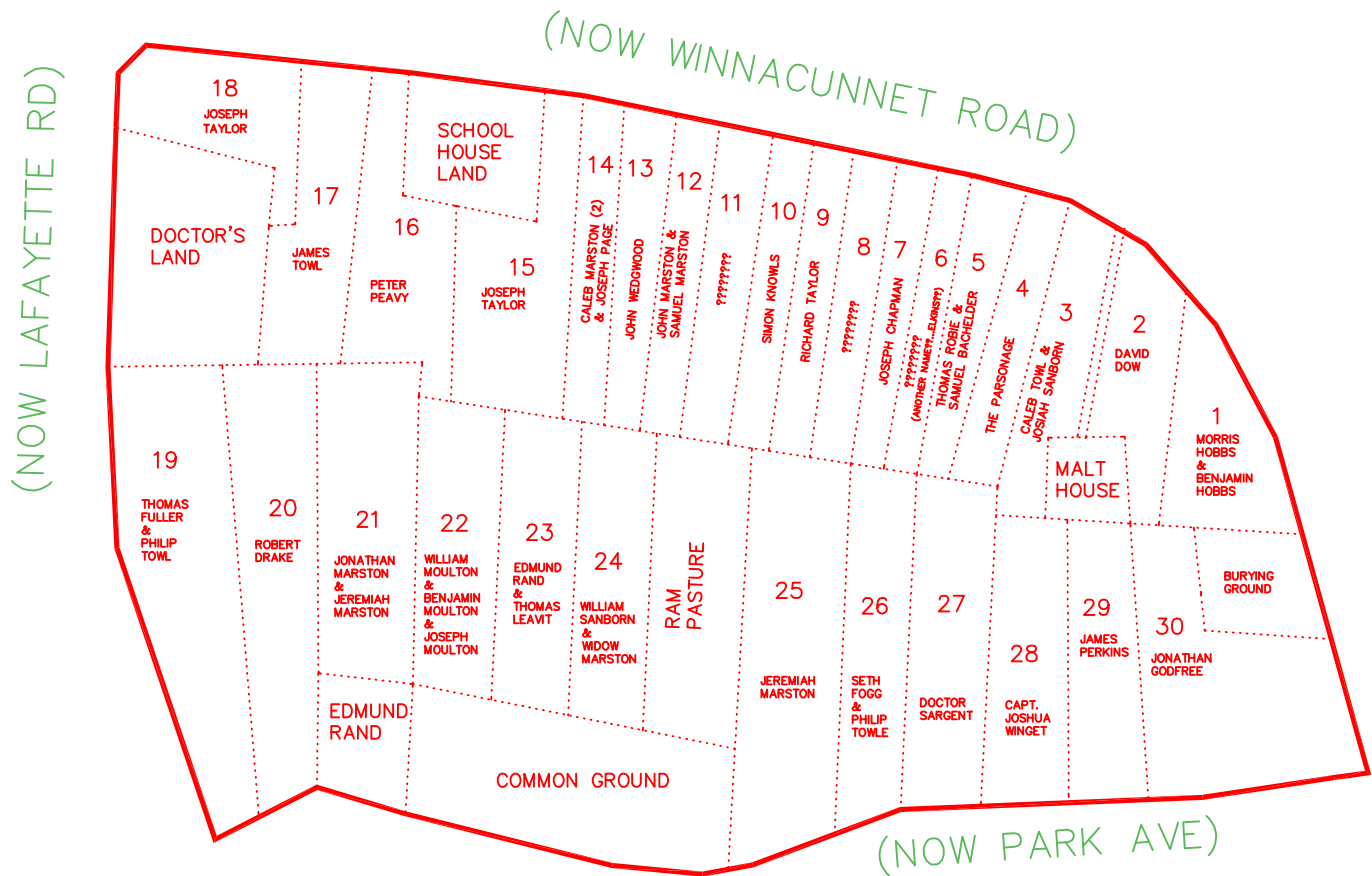 (NOW WINNACUNNET ROAD)
(NOW LAFAYETTE RD)
18
JOSEPH
TAYLOR
DOCTOR'S
LAND
17
JAMES
TOWL
16
PETER
PEAVY
SCHOOL
HOUSE
LAND
15
JOSEPH
TAYLOR
14
CALEB MARSTON (2)
& JOSEPH PAGE
13
JOHN WEDGWOOD
12
JOHN MARSTON &
SAMUEL MARSTON
11
????????
10
SIMON KNOWLS
9
RICHARD TAYLOR
8
????????
7
JOSEPH CHAPMAN
6
????????
(ANOTHER NAME??...ELKINS??)
5
THOMAS ROBIE &
SAMUEL BACHELDER
4
THE PARSONAGE
3
CALEB TOWL &
JOSIAH SANBORN
2
DAVID
DOW
1
MORRIS
HOBBS
&
BENJAMIN
HOBBS
MALT
HOUSE
19
THOMAS
FULLER
&
PHILIP
TOWL
20
ROBERT
DRAKE
21
JONATHAN
MARSTON
&
JEREMIAH
MARSTON
22
WILLIAM
MOULTON
&
BENJAMIN
MOULTON
&
JOSEPH
MOULTON
23
EDMUND
RAND
&
THOMAS
LEAVIT
24
WILLIAM
SANBORN
&
WIDOW
MARSTON
RAM
PASTURE
25
JEREMIAH
MARSTON
26
SETH
FOGG
&
PHILIP
TOWLE
27
DOCTOR
SARGENT
28
CAPT.
JOSHUA
WINGET
29
JAMES
PERKINS
30
JONATHAN
GODFREE
BURYING
GROUND
EDMUND
RAND
COMMON GROUND
(NOW PARK AVE)